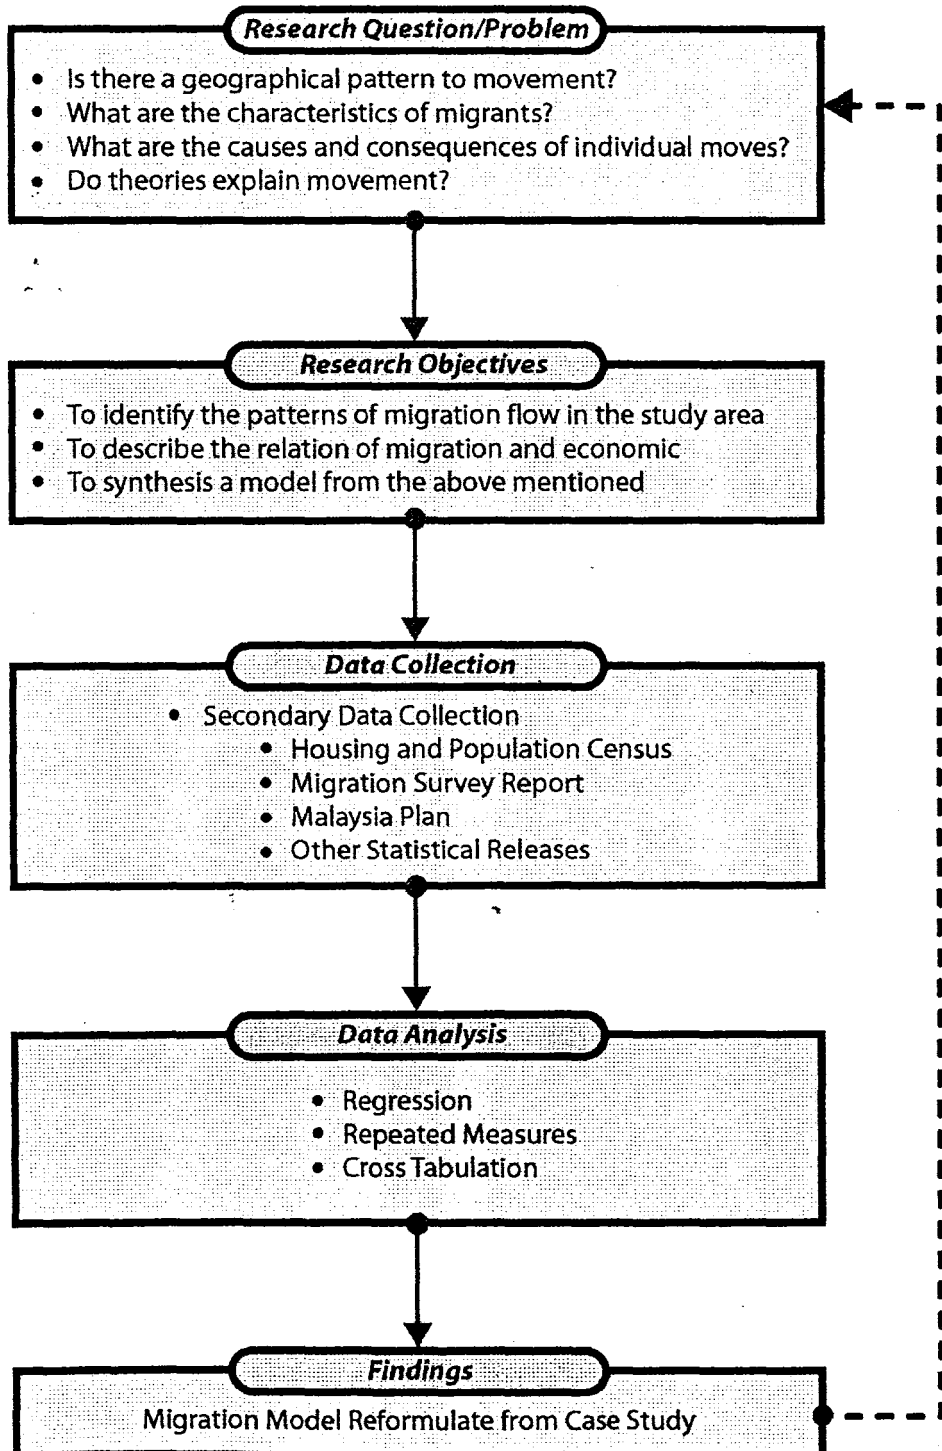 Research Question/Problem
• Is there a geographical pattern to movement?
• What are the characteristics of migrants?
• What are the causes and consequences of individual moves?
• Do theories explain movement?
Research Objectives
• To identify the patterns of migration flow in the study area
• To describe the relation of migration and economic
• To synthesis a model from the above mentioned
Data Collection
• Secondary Data Collection
• Housing and Population Census
• Migration Survey Report
• Malaysia Plan
• Other Statistical Releases
Data Analysis
• Regression
• Repeated Measures
• Cross Tabulation
Findings
Migration Model Reformulate from Case Study